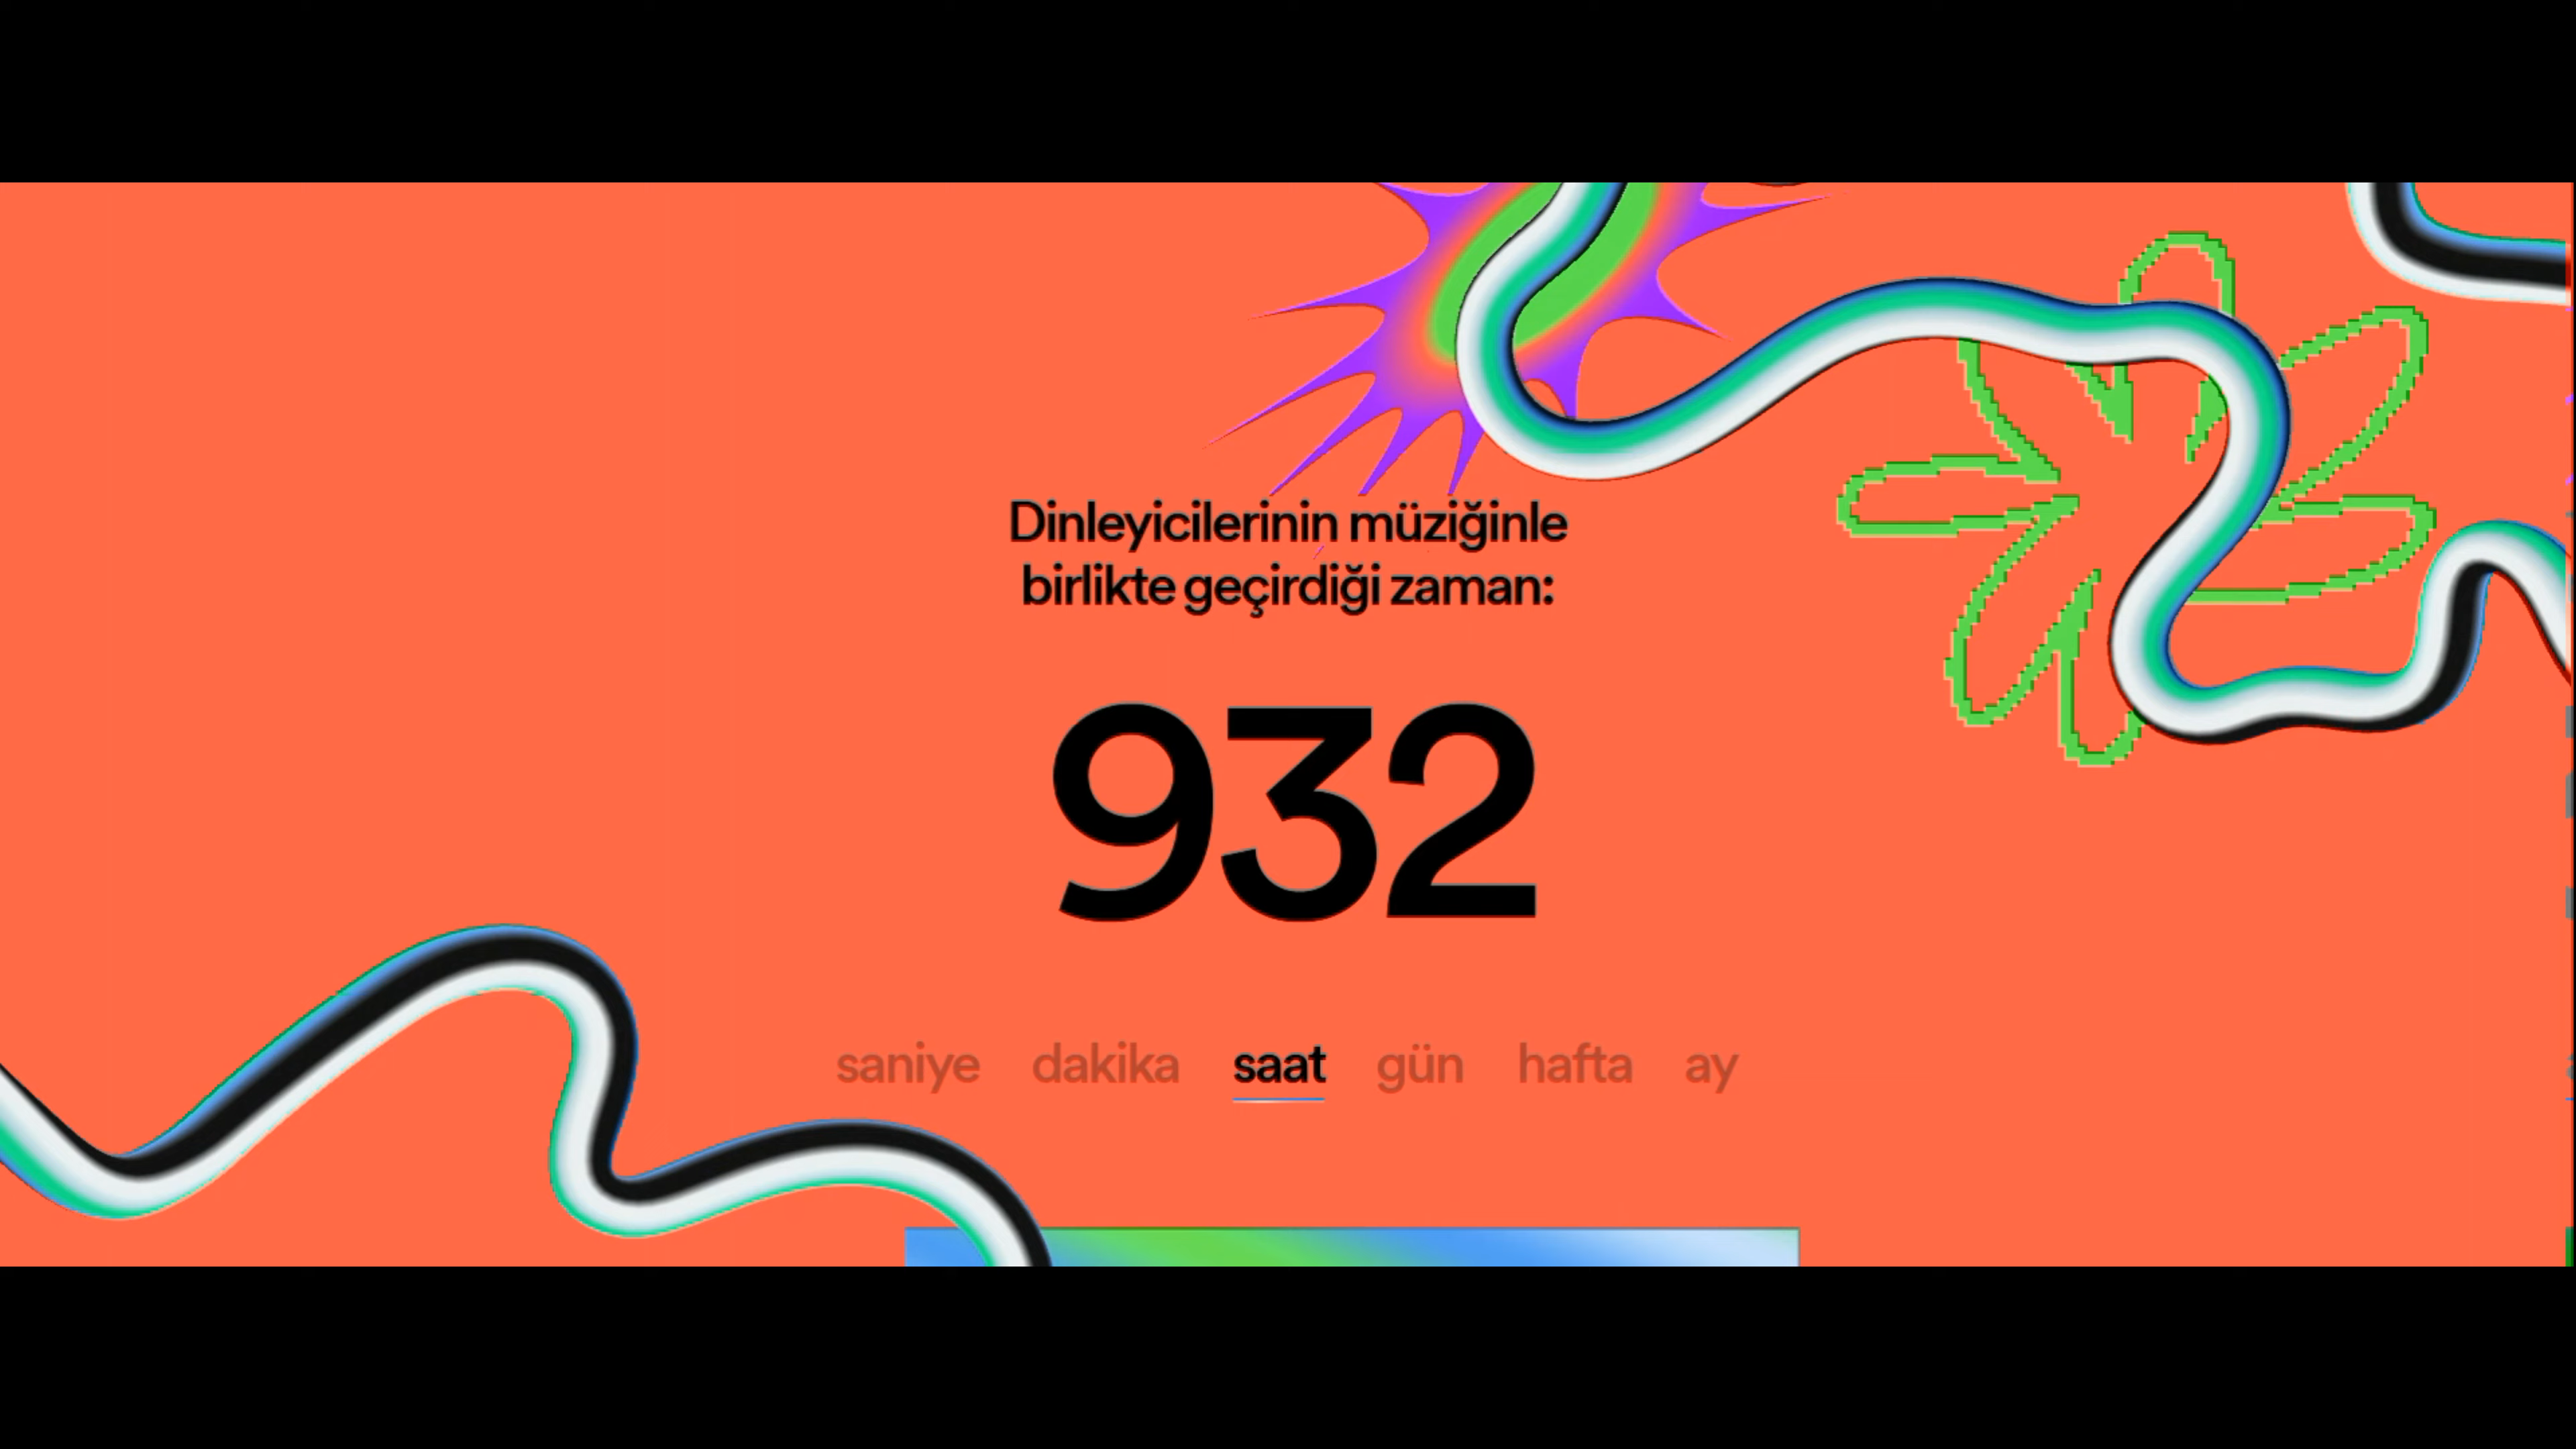 Dinleyicilerinin müziğinle
birlikte geçirdiği zaman:
932
saniye dakika saat gün hafta ay